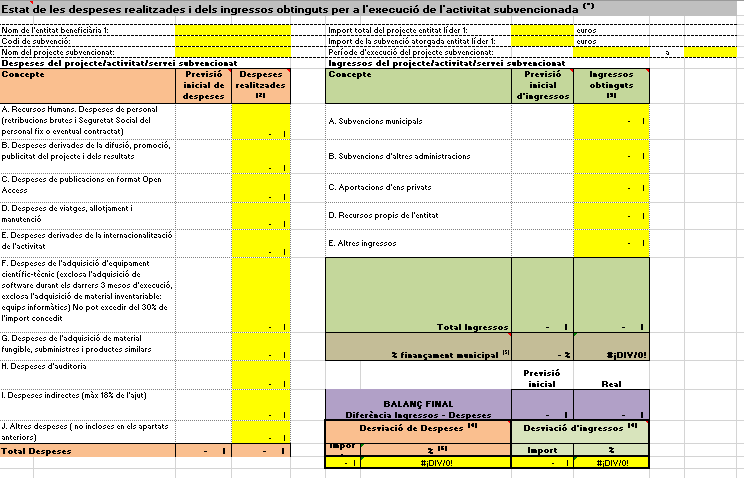 Estat de les despeses realitzades i dels ingressos obtinguts per a l'execució de l'activitat subvencionada (*)
Nom de l'entitat beneficiària 1:
Import total del projecte entitat líder 1:
euros
Codi de subvenció:
Import de la subvenció atorgada entitat líder 1:
euros
Nom del projecte subvencionat:
Període d'execució del projecte subvencionat:
a
Despeses del projecte/activitat/servei subvencionat
Ingressos del projecte/activitat/servei subvencionat
Concepte
Previsió
inicial de
despeses
Despeses
realitzades
[2]
Concepte
Previsió
inicial
d'ingressos
Ingressos
obtinguts
[3]
A. Recursos Humans. Despeses de personal
(retribucions brutes i Seguretat Social del
personal fix o eventual contractat)
- I
A. Subvencions municipals
- I
B. Despeses derivades de la difusió, promoció,
publicitat del projecte i dels resultats
- I
B. Subvencions d'altres administracions
- I
C. Despeses de publicacions en format Open
Access
- I
C. Aportacions d'ens privats
- I
D. Despeses de viatges, allotjament i
manutenció
- I
D. Recursos propis de l'entitat
- I
E. Despeses derivades de la internacionalització
de l'activitat
- I
E. Altres ingressos
- I
F. Despeses de l'adquisició d'equipament
científic-tècnic (exclosa l'adquisició de
software durant els darrers 3 mesos d'execució,
exclosa l'adquisició de material inventariable:
equips informàtics) No pot excedir del 30% de
l'import concedit
- I
Total Ingressos
- I
- I
G. Despeses de l'adquisició de material
fungible, subministres i productes similars
- I
% finançament municipal [5]
- %
#¡DIV/0!
H. Despeses d'auditoria
- I
Previsió
inicial
Real
I. Despeses indirectes (màx 18% de l'ajut)
- I
BALANÇ FINAL
Diferència Ingressos - Despeses
- I
- I
J. Altres despeses ( no incloses en els apartats
anteriors)
- I
Desviació de Despeses [4]
Desviació d'ingressos [4]
Total Despeses
- I
- I
Impor
% [5]
Import
%
- I
#¡DIV/0!
- I
#¡DIV/0!